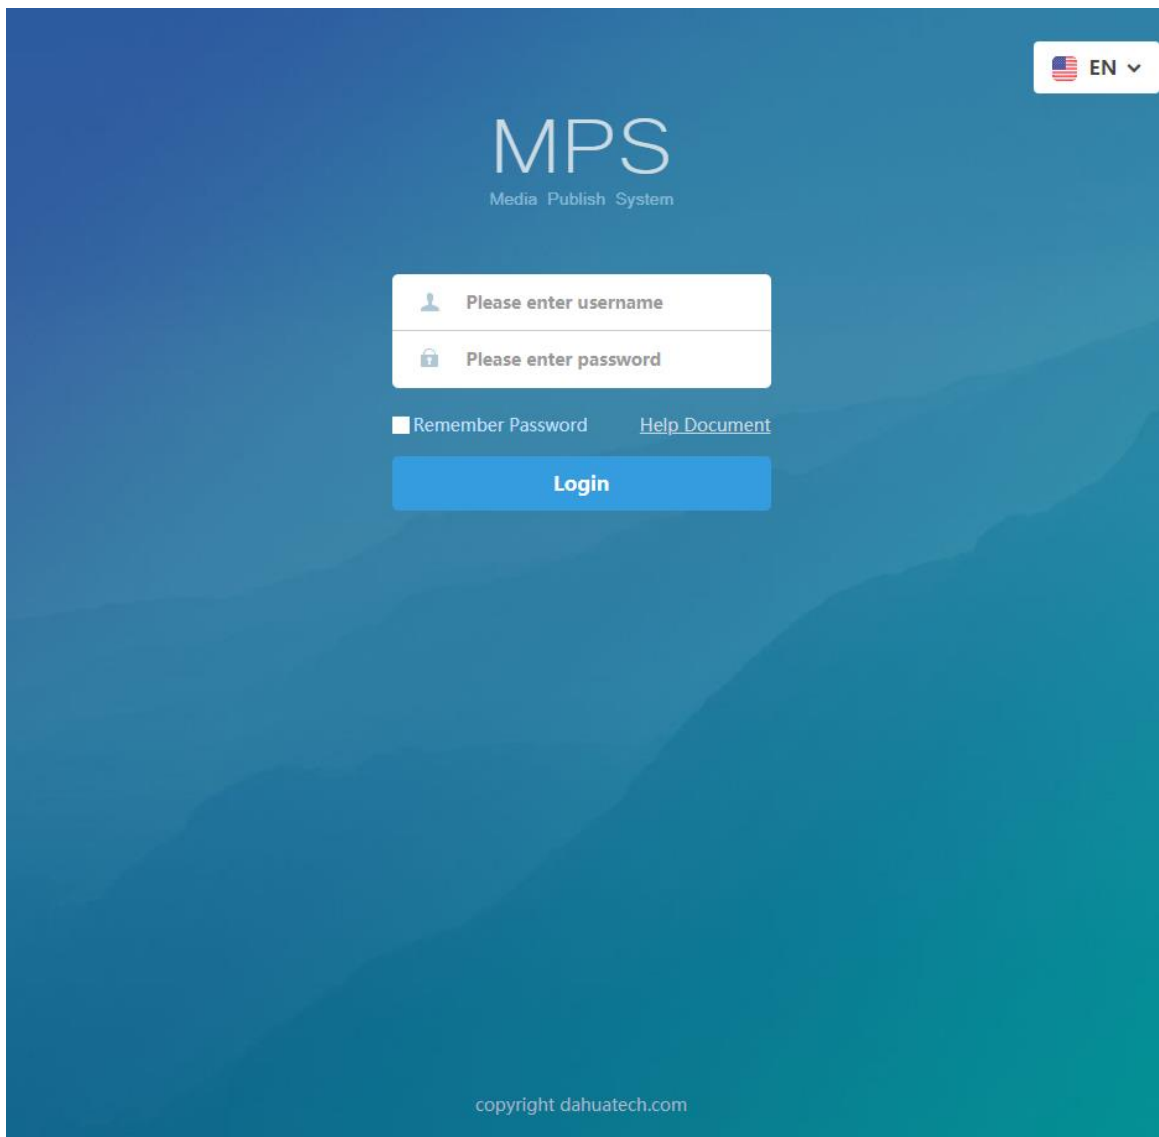 EN
MPS
Media Publish System
Please enter username
Please enter password
Remember Password Help Document
Login
copyright dahuatech.com